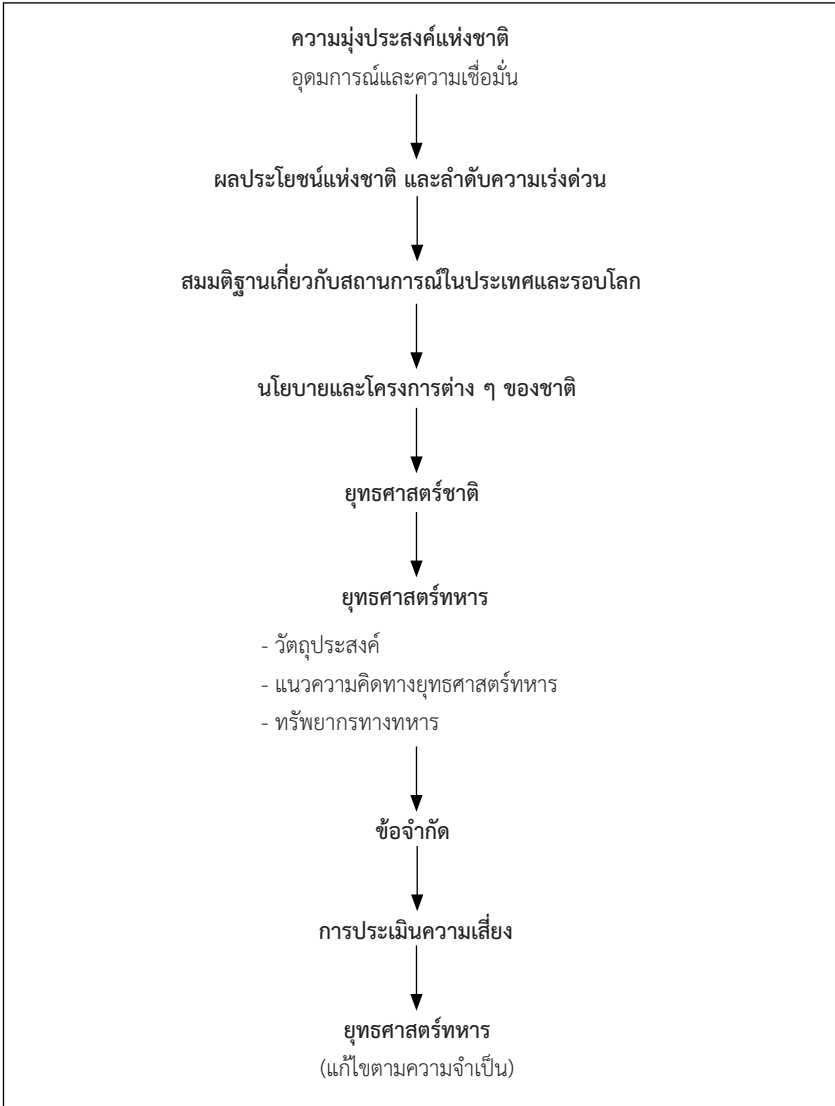 ความมุ่งประสงค์แห่งชาติ
อุดมการณ์และความเชื่อมั่น
ผลประโยชน์แห่งชาติ และลำดับความเร่งด่วน
สมมติฐานเกี่ยวกับสถานการณ์ในประเทศและรอบโลก
นโยบายและโครงการต่าง ๆ ของชาติ
ยุทธศาสตร์ชาติ
ยุทธศาสตร์ทหาร
- วัตถุประสงค์
- แนวความคิดทางยุทธศาสตร์ทหาร
- ทรัพยากรทางทหาร
ข้อจำกัด
การประเมินความเสี่ยง
ยุทธศาสตร์ทหาร
(แก้ไขตามความจำเป็น)